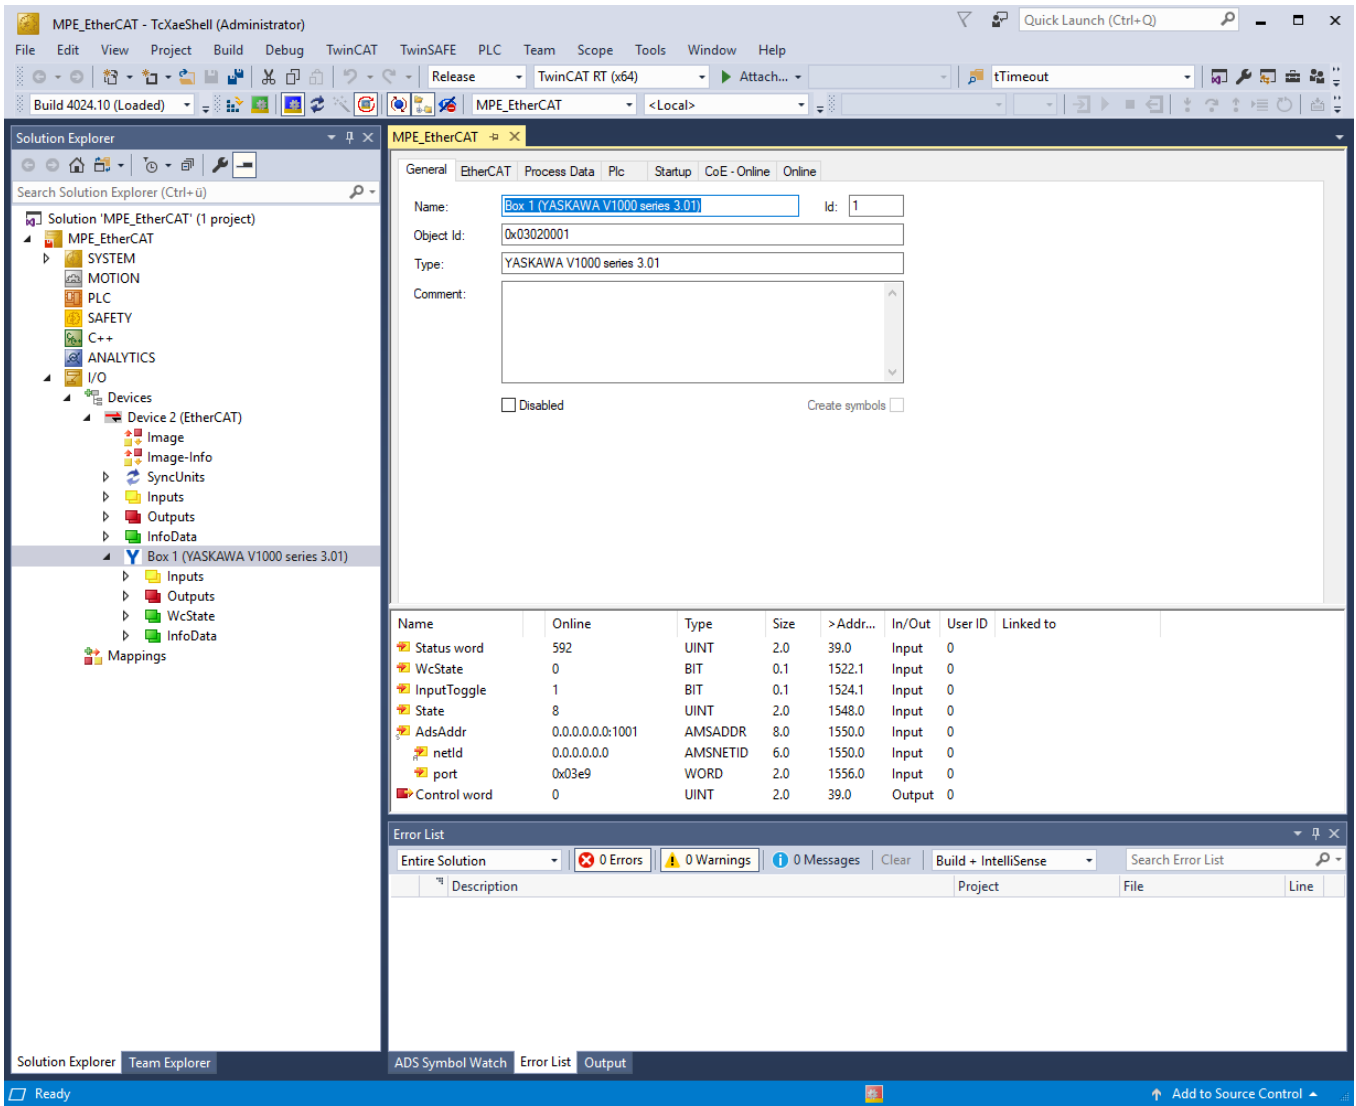 MPE_EtherCAT - TcXaeShell (Administrator)
Quick Launch (Ctrl+Q)
File Edit View Project Build Debug TwinCAT TwinSAFE PLC Team Scope Tools Window Help
Release TwinCAT RT (x64) Attach... tTimeout
Build 4024.10 (Loaded) MPE_EtherCAT <Local>
Solution Explorer
Search Solution Explorer (Ctrl+ü)
Solution 'MPE_EtherCAT' (1 project)
MPE_EtherCAT
SYSTEM
MOTION
PLC
SAFETY
C++
ANALYTICS
I/O
Devices
Device 2 (EtherCAT)
Image
Image-Info
SyncUnits
Inputs
Outputs
InfoData
Box 1 (YASKAWA V1000 series 3.01)
Inputs
Outputs
WcState
InfoData
Mappings
Solution Explorer Team Explorer
MPE_EtherCAT
General EtherCAT Process Data Plc Startup CoE - Online Online
Name: Box 1 (YASKAWA V1000 series 3.01) Id: 1
Object Id: 0x03020001
Type: YASKAWA V1000 series 3.01
Comment:
Disabled Create symbols
Name Online Type Size >Addr... In/Out User ID Linked to
Status word 592 UINT 2.0 39.0 Input 0
WcState 0 BIT 0.1 1522.1 Input 0
InputToggle 1 BIT 0.1 1524.1 Input 0
State 8 UINT 2.0 1548.0 Input 0
AdsAddr 0.0.0.0.0.0:1001 AMSADDR 8.0 1550.0 Input 0
netId 0.0.0.0.0.0 AMSNETID 6.0 1550.0 Input 0
port 0x03e9 WORD 2.0 1556.0 Input 0
Control word 0 UINT 2.0 39.0 Output 0
Error List
Entire Solution 0 Errors 0 Warnings 0 Messages Clear Build + IntelliSense Search Error List
Description Project File Line
ADS Symbol Watch Error List Output
Ready Add to Source Control